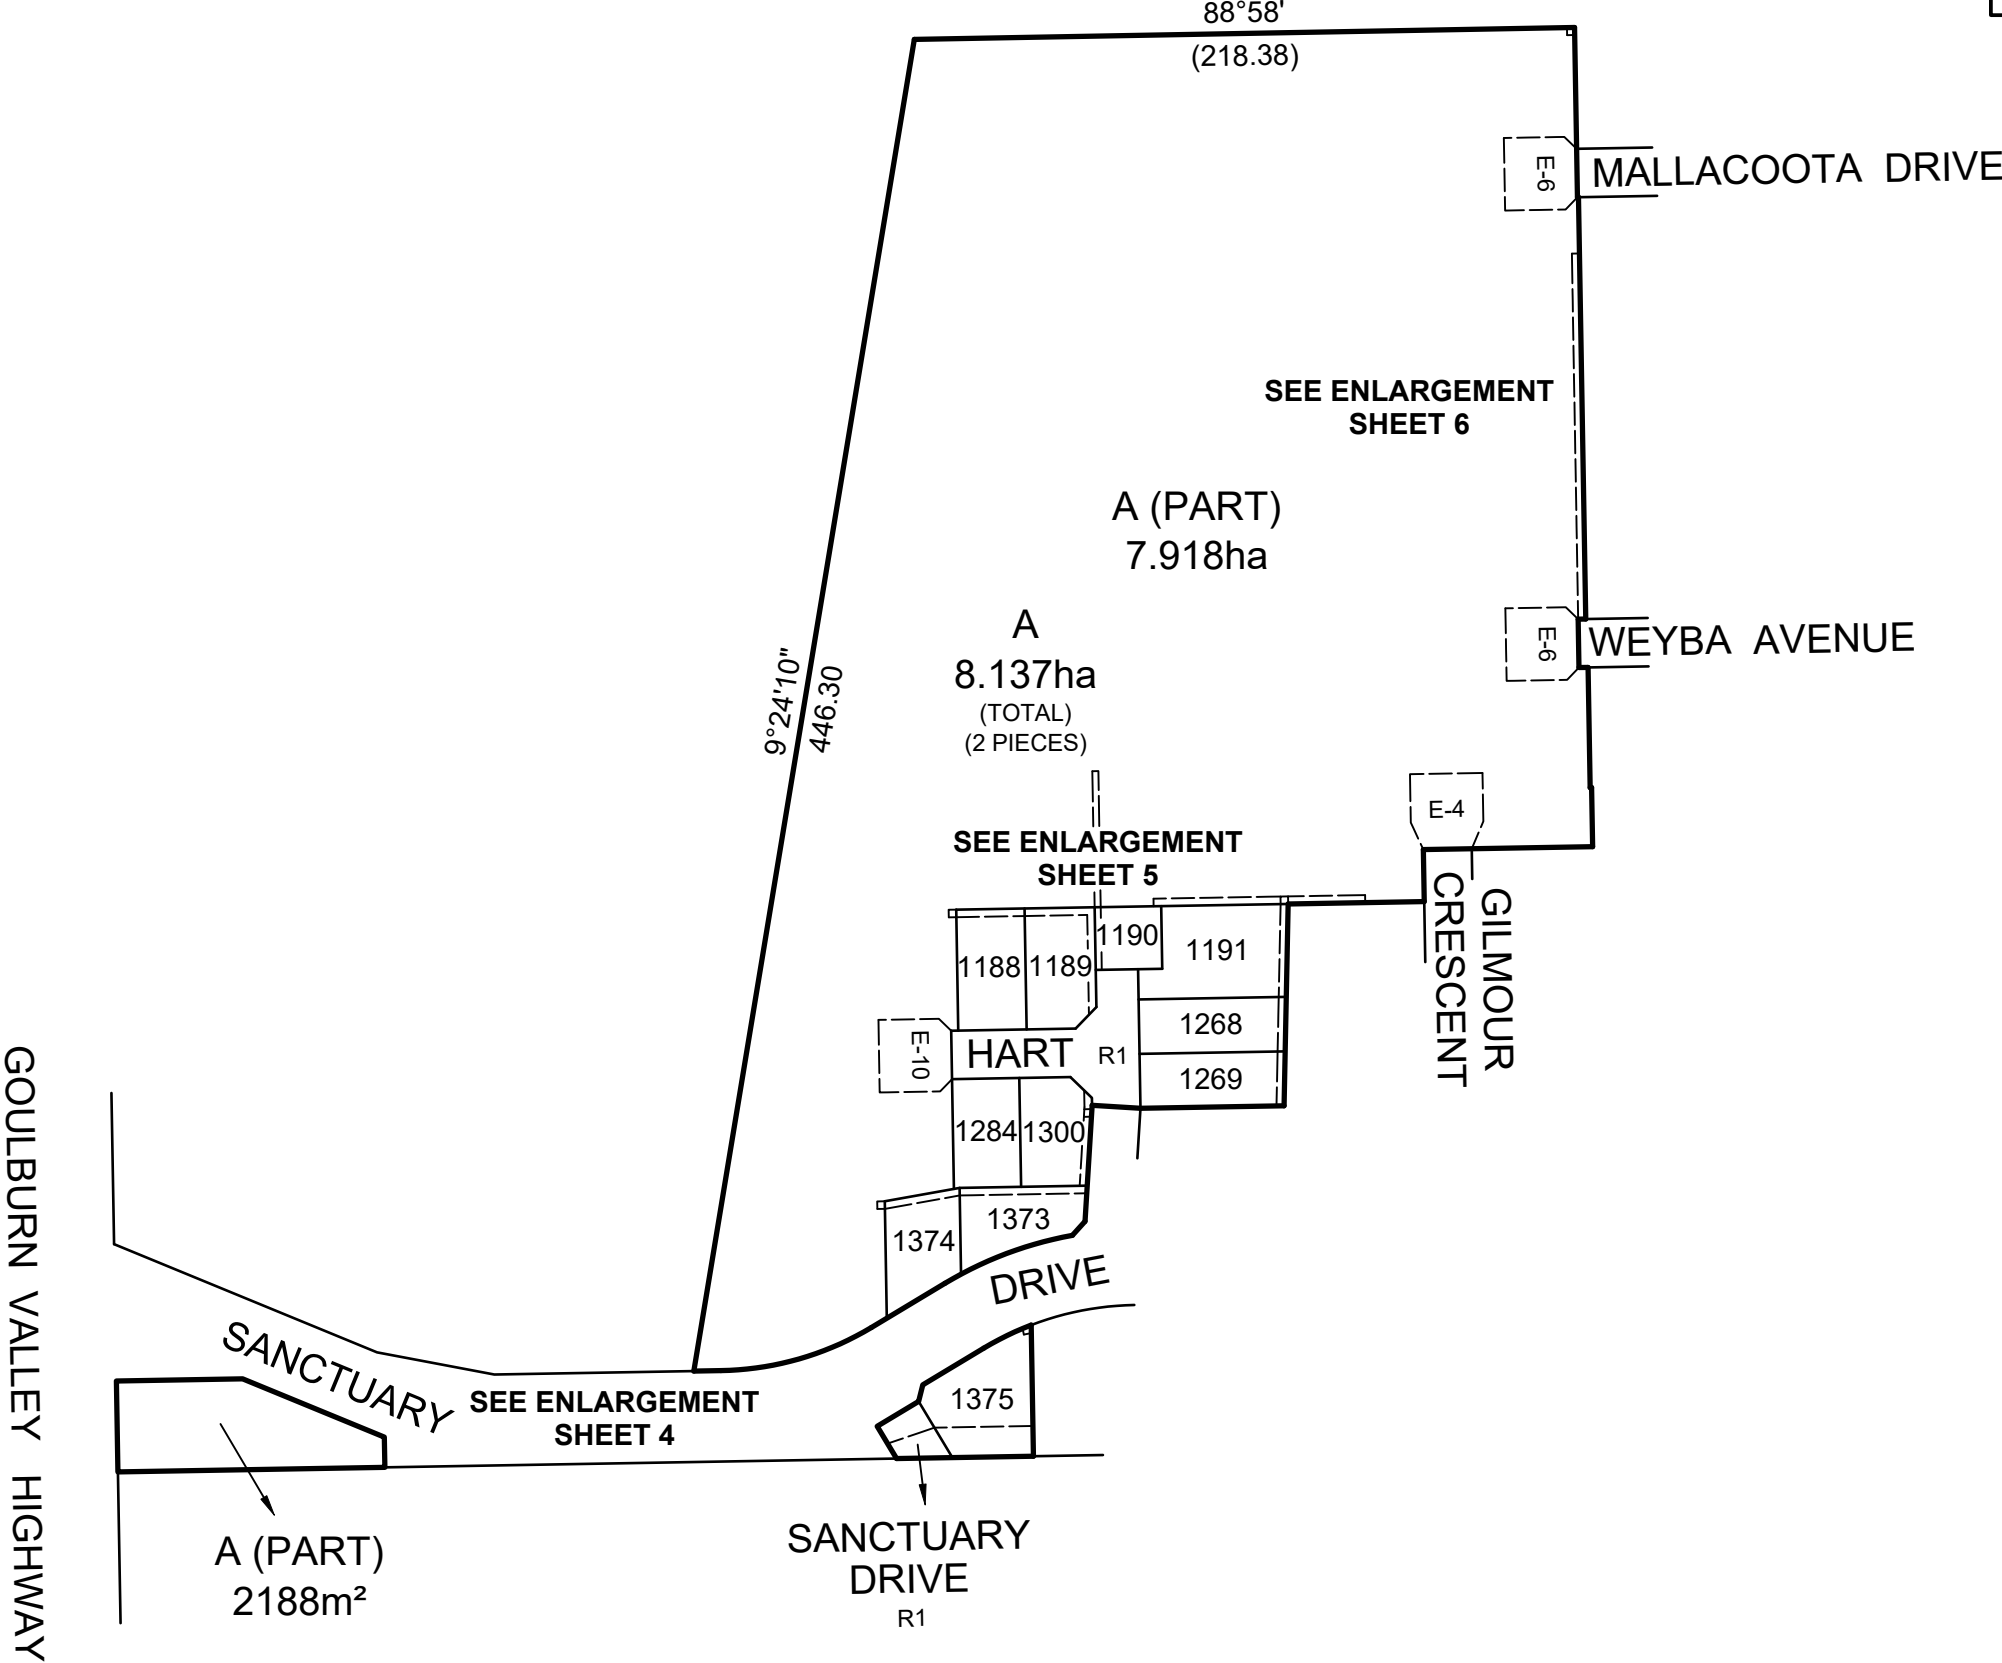 88°58'
(218.38)
E-6
MALLACOOTA DRIVE
SEE ENLARGEMENT
SHEET 6
A (PART)
7.918ha
A
8.137ha
(TOTAL)
(2 PIECES)
9°24'10"
446.30
E-6
WEYBA AVENUE
E-4
SEE ENLARGEMENT
SHEET 5
GILMOUR
CRESCENT
1188
1189
1190
1191
1268
1269
E-10
HART
R1
1284
1300
1373
1374
DRIVE
SANCTUARY
SEE ENLARGEMENT
SHEET 4
1375
GOULBURN VALLEY HIGHWAY
A (PART)
2188m²
SANCTUARY
DRIVE
R1